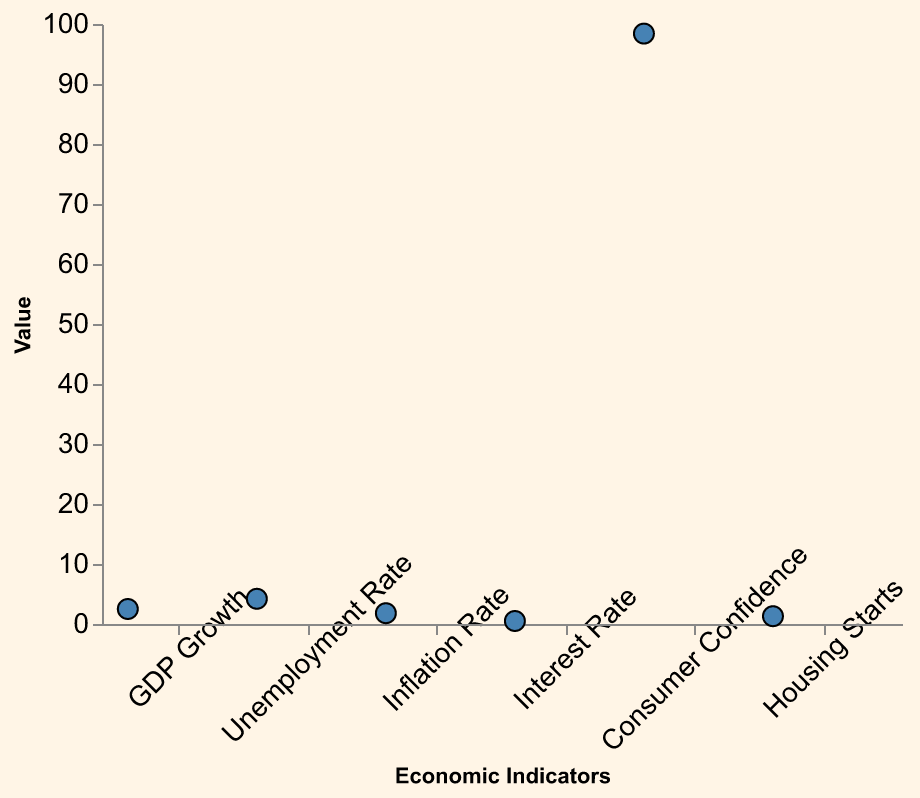 100
90
80
70
60
50
40
30
20
10
0
Value
GDP Growth
Unemployment Rate
Inflation Rate
Interest Rate
Consumer Confidence
Housing Starts
Economic Indicators